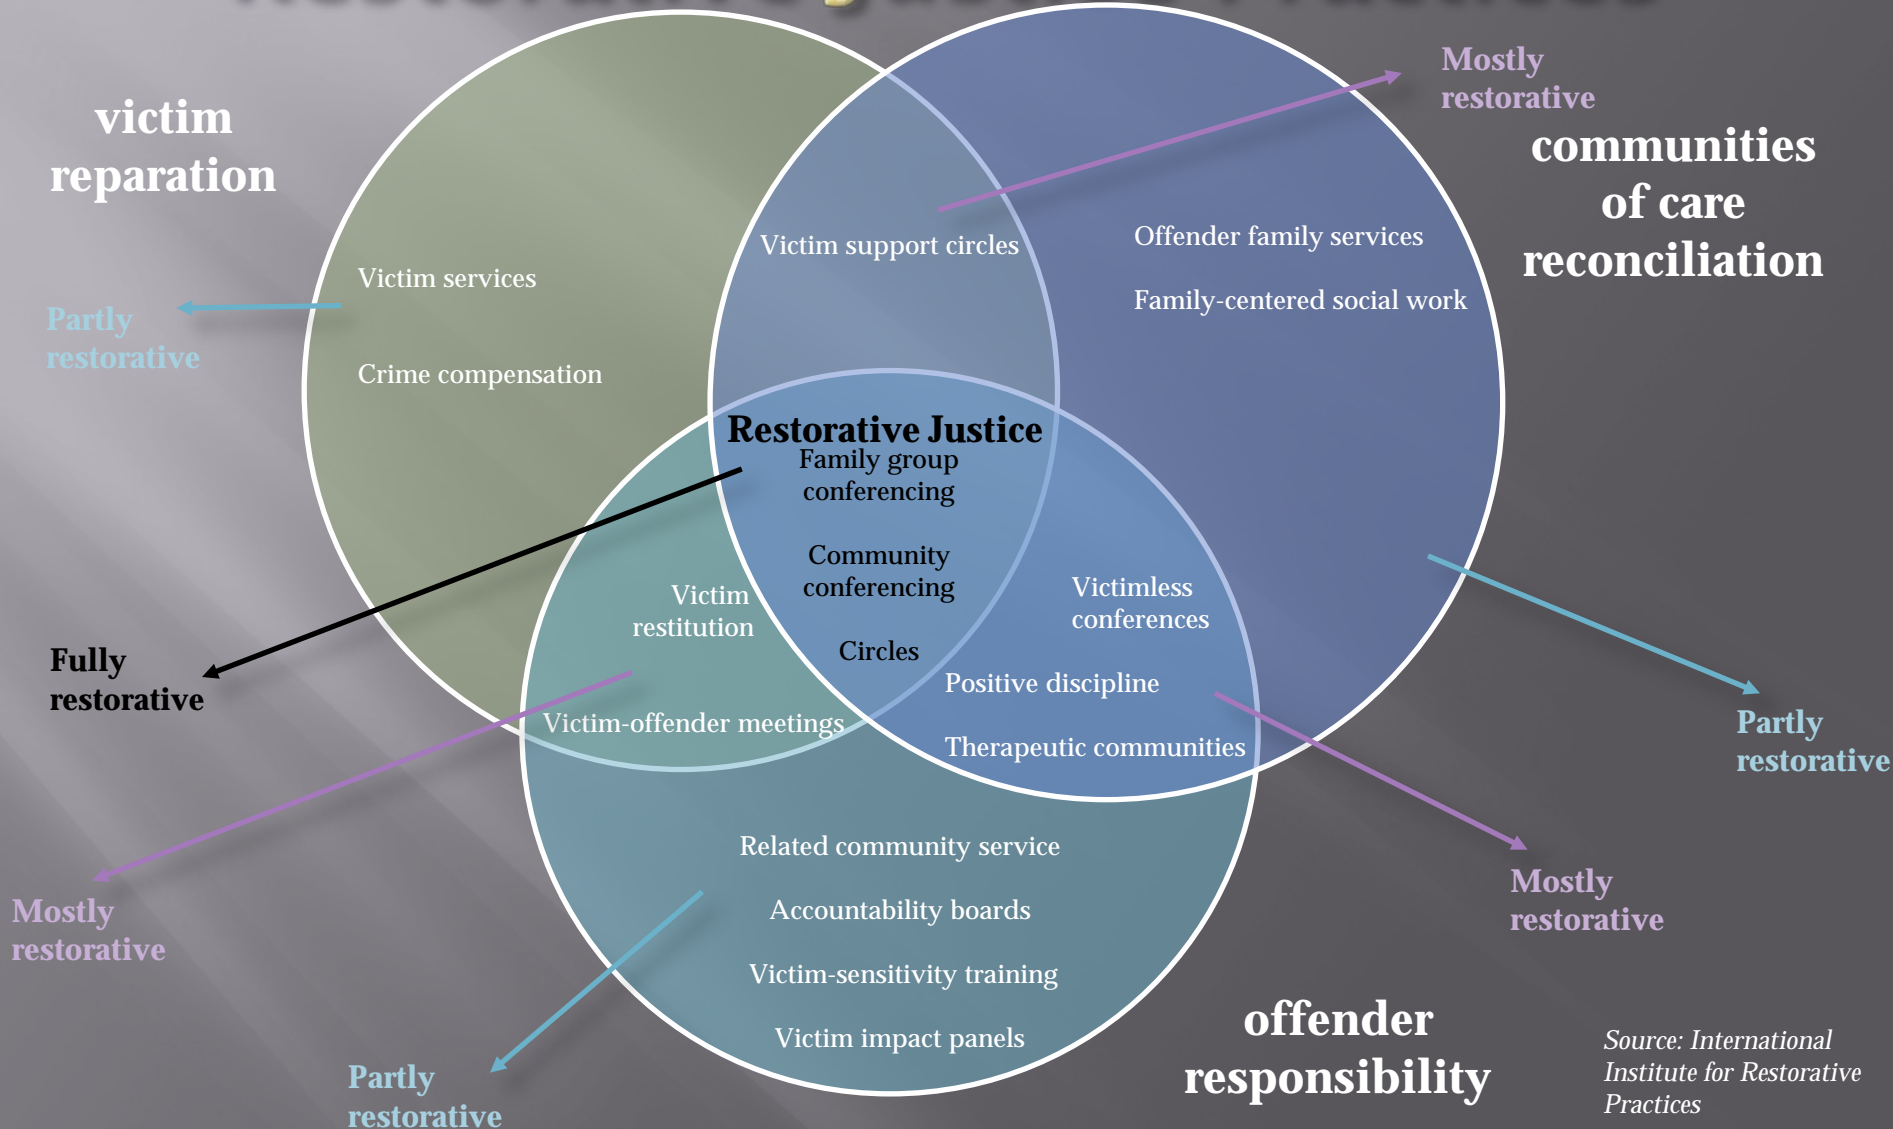 Restorative Justice Practices
victim
reparation
Mostly
restorative
communities
of care
reconciliation
Victim services
Crime compensation
Partly
restorative
Victim support circles
Offender family services
Family-centered social work
Restorative Justice
Family group
conferencing
Community
conferencing
Circles
Victim
restitution
Victim-offender meetings
Victimless
conferences
Positive discipline
Therapeutic communities
Fully
restorative
Partly
restorative
Mostly
restorative
Mostly
restorative
Related community service
Accountability boards
Victim-sensitivity training
Victim impact panels
Partly
restorative
offender
responsibility
Source: International
Institute for Restorative
Practices